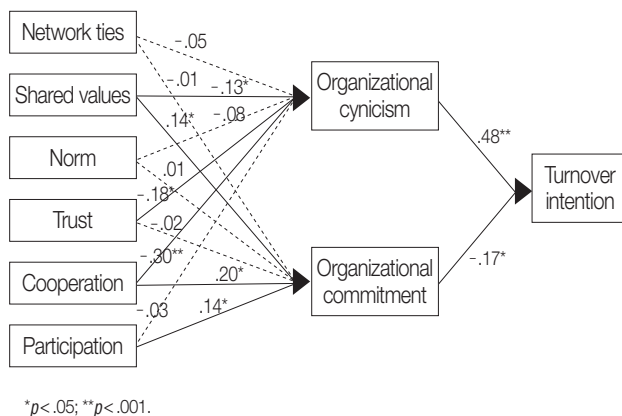 Network ties
Shared values
Norm
Trust
Cooperation
Participation
-.05
-.01
-.13*
.14*
-.08
.01
-.18*
-.02
-.30**
.20*
-.03
.14*
Organizational
cynicism
Organizational
commitment
.48**
-.17*
Turnover
intention
*p< .05; **p< .001.